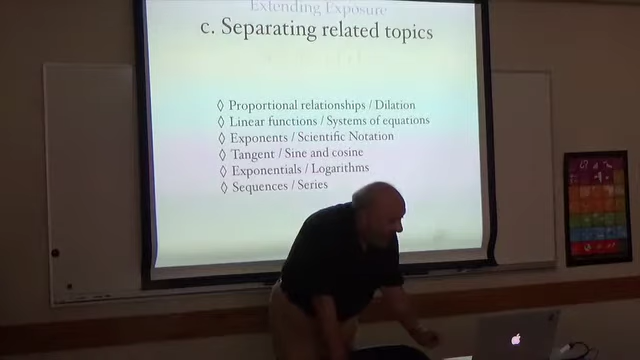 Extending Exposure
c. Separating related topics
◊ Proportional relationships / Dilation
◊ Linear functions / Systems of equations
◊ Exponents / Scientific Notation
◊ Tangent / Sine and cosine
◊ Exponentials / Logarithms
◊ Sequences / Series